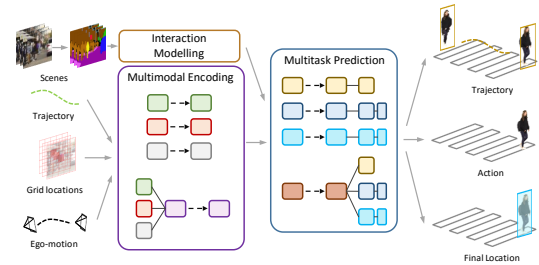 Interaction
Modelling
Scenes
Multimodal Encoding
Multitask Prediction
Trajectory
Trajectory
Grid locations
Action
Ego-motion
Final Location